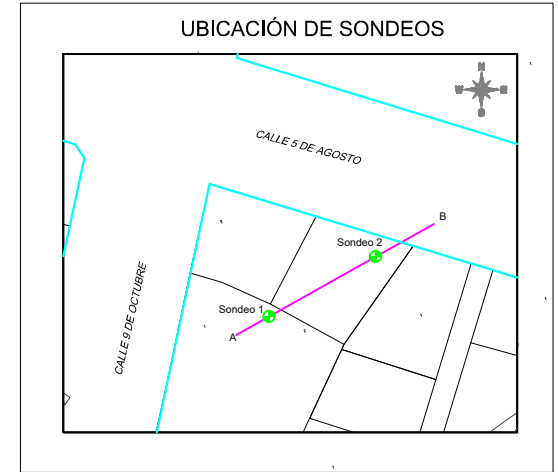 UBICACIÓN DE SONDEOS
N
W
E
S
CALLE 5 DE AGOSTO
B
Sondeo 2
CALLE 9 DE OCTUBRE
Sondeo 1
A